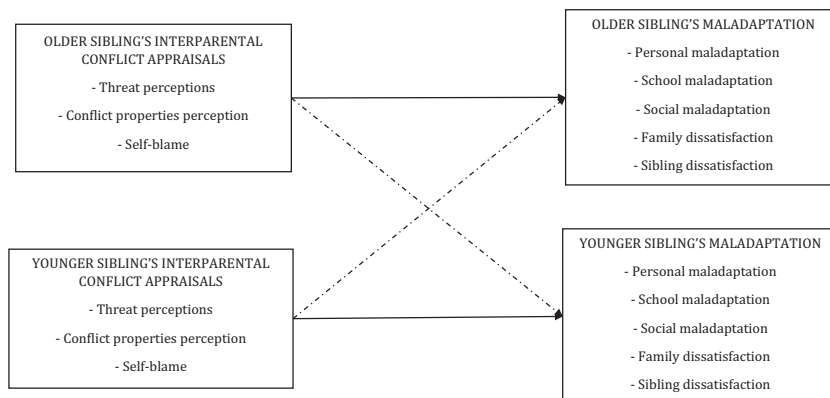 OLDER SIBLING’S INTERPARENTAL
CONFLICT APPRAISALS
- Threat perceptions
- Conflict properties perception
- Self-blame
OLDER SIBLING’S MALADAPTATION
- Personal maladaptation
- School maladaptation
- Social maladaptation
- Family dissatisfaction
- Sibling dissatisfaction
YOUNGER SIBLING’S INTERPARENTAL
CONFLICT APPRAISALS
- Threat perceptions
- Conflict properties perception
- Self-blame
YOUNGER SIBLING’S MALADAPTATION
- Personal maladaptation
- School maladaptation
- Social maladaptation
- Family dissatisfaction
- Sibling dissatisfaction